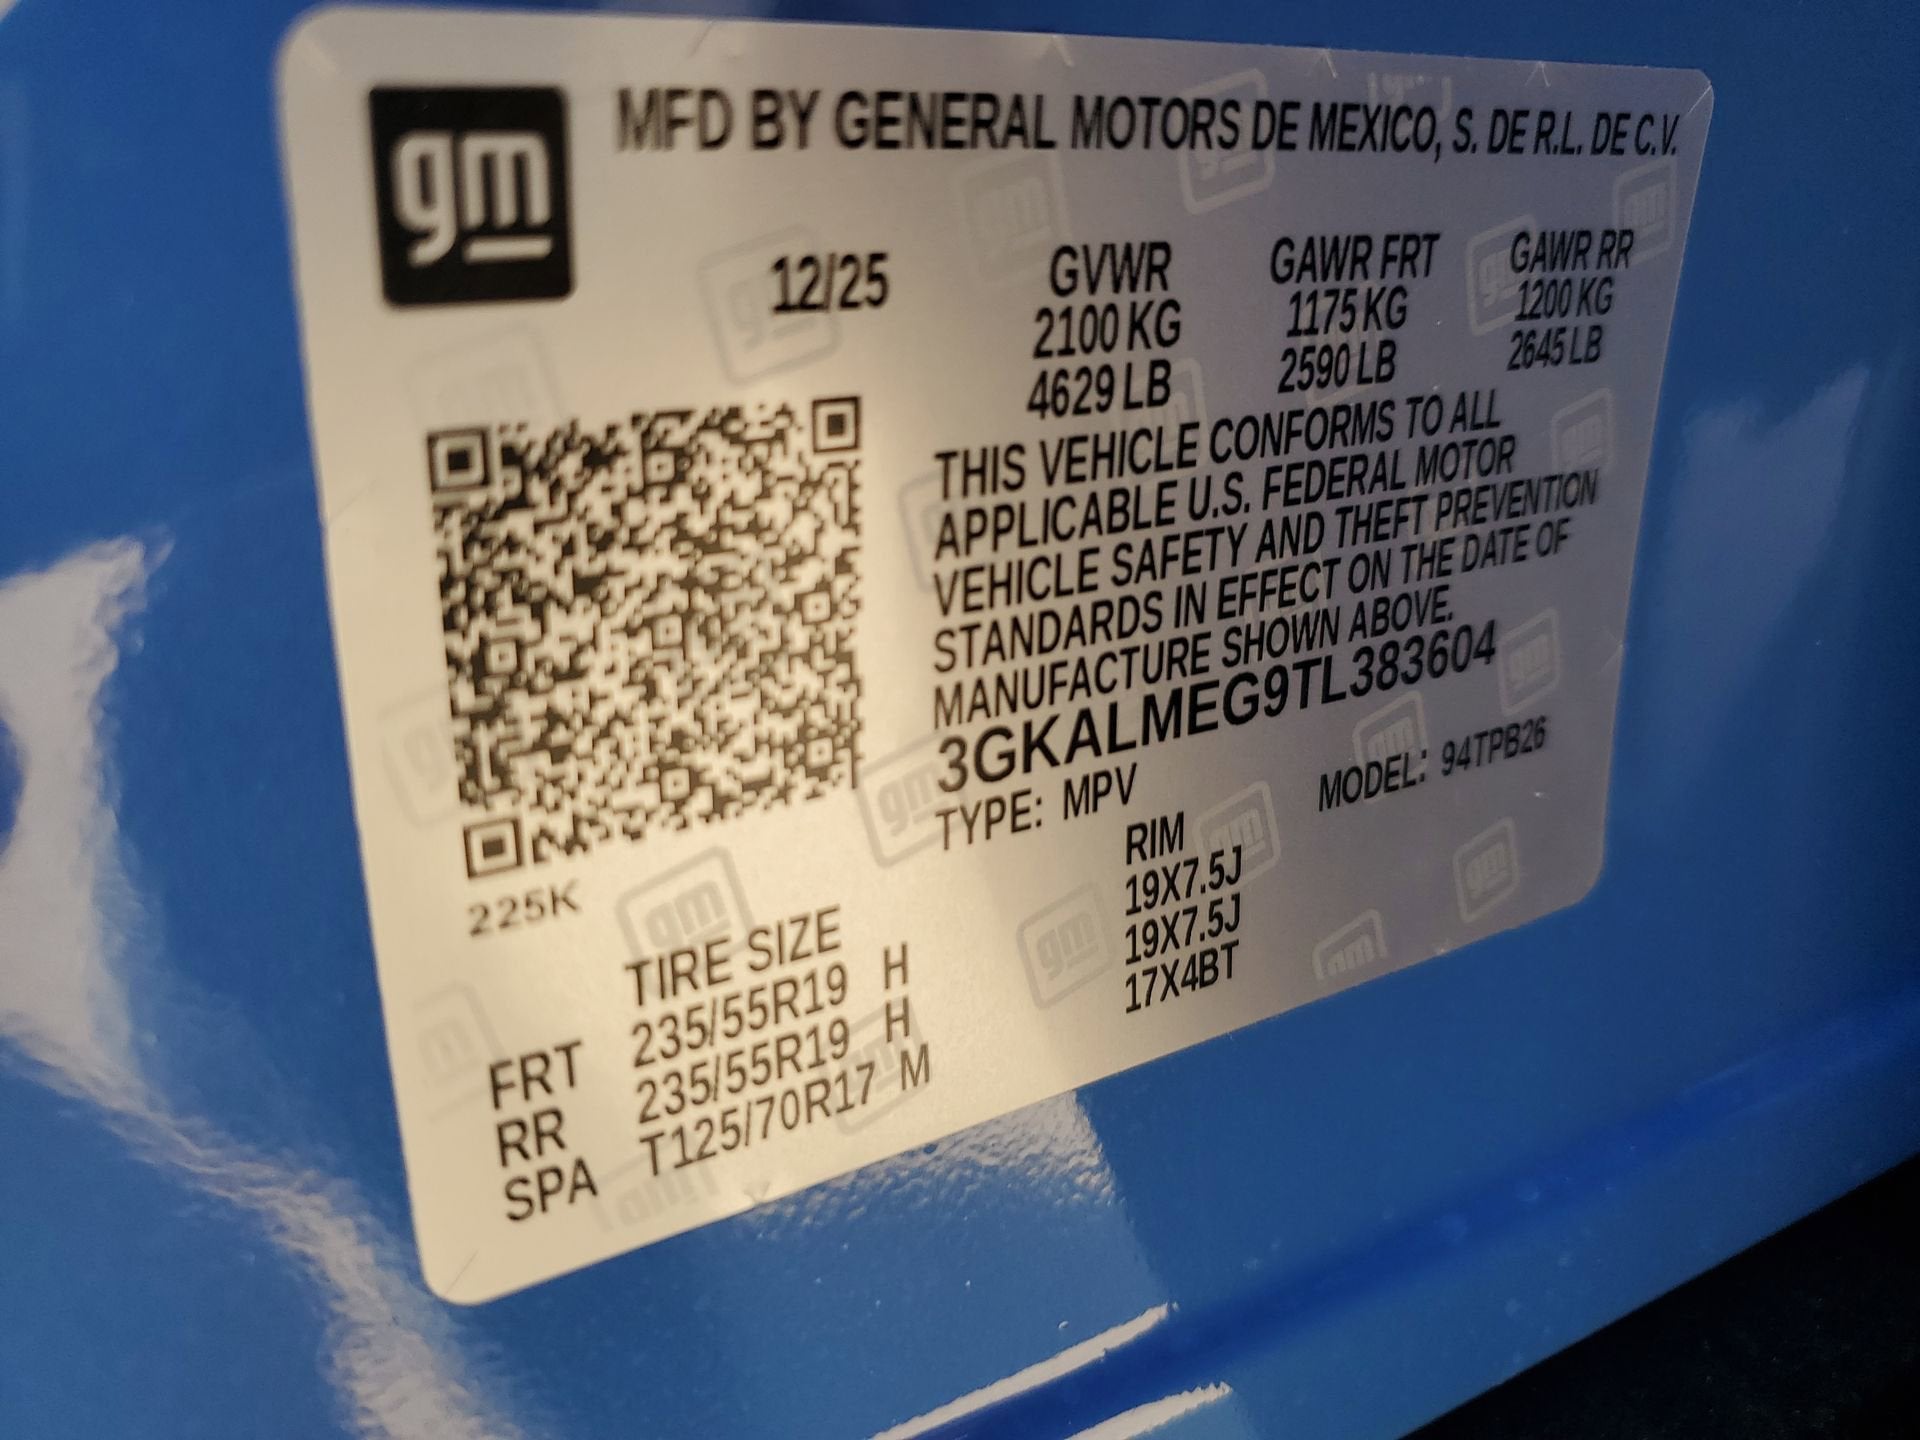 gm
MFD BY GENERAL MOTORS DE MEXICO, S. DE R.L. DE C.V.
12/25
GVWR GAWR FRT GAWR RR
2100 KG 1175 KG 1200 KG
4629 LB 2590 LB 2645 LB
THIS VEHICLE CONFORMS TO ALL
APPLICABLE U.S. FEDERAL MOTOR
VEHICLE SAFETY AND THEFT PREVENTION
STANDARDS IN EFFECT ON THE DATE OF
MANUFACTURE SHOWN ABOVE.
3GKALMEG9TL383604
TYPE: MPV MODEL: 94TPB26
225K
TIRE SIZE RIM
FRT 235/55R19 H 19X7.5J
RR 235/55R19 H 19X7.5J
SPA T125/70R17 M 17X4BT